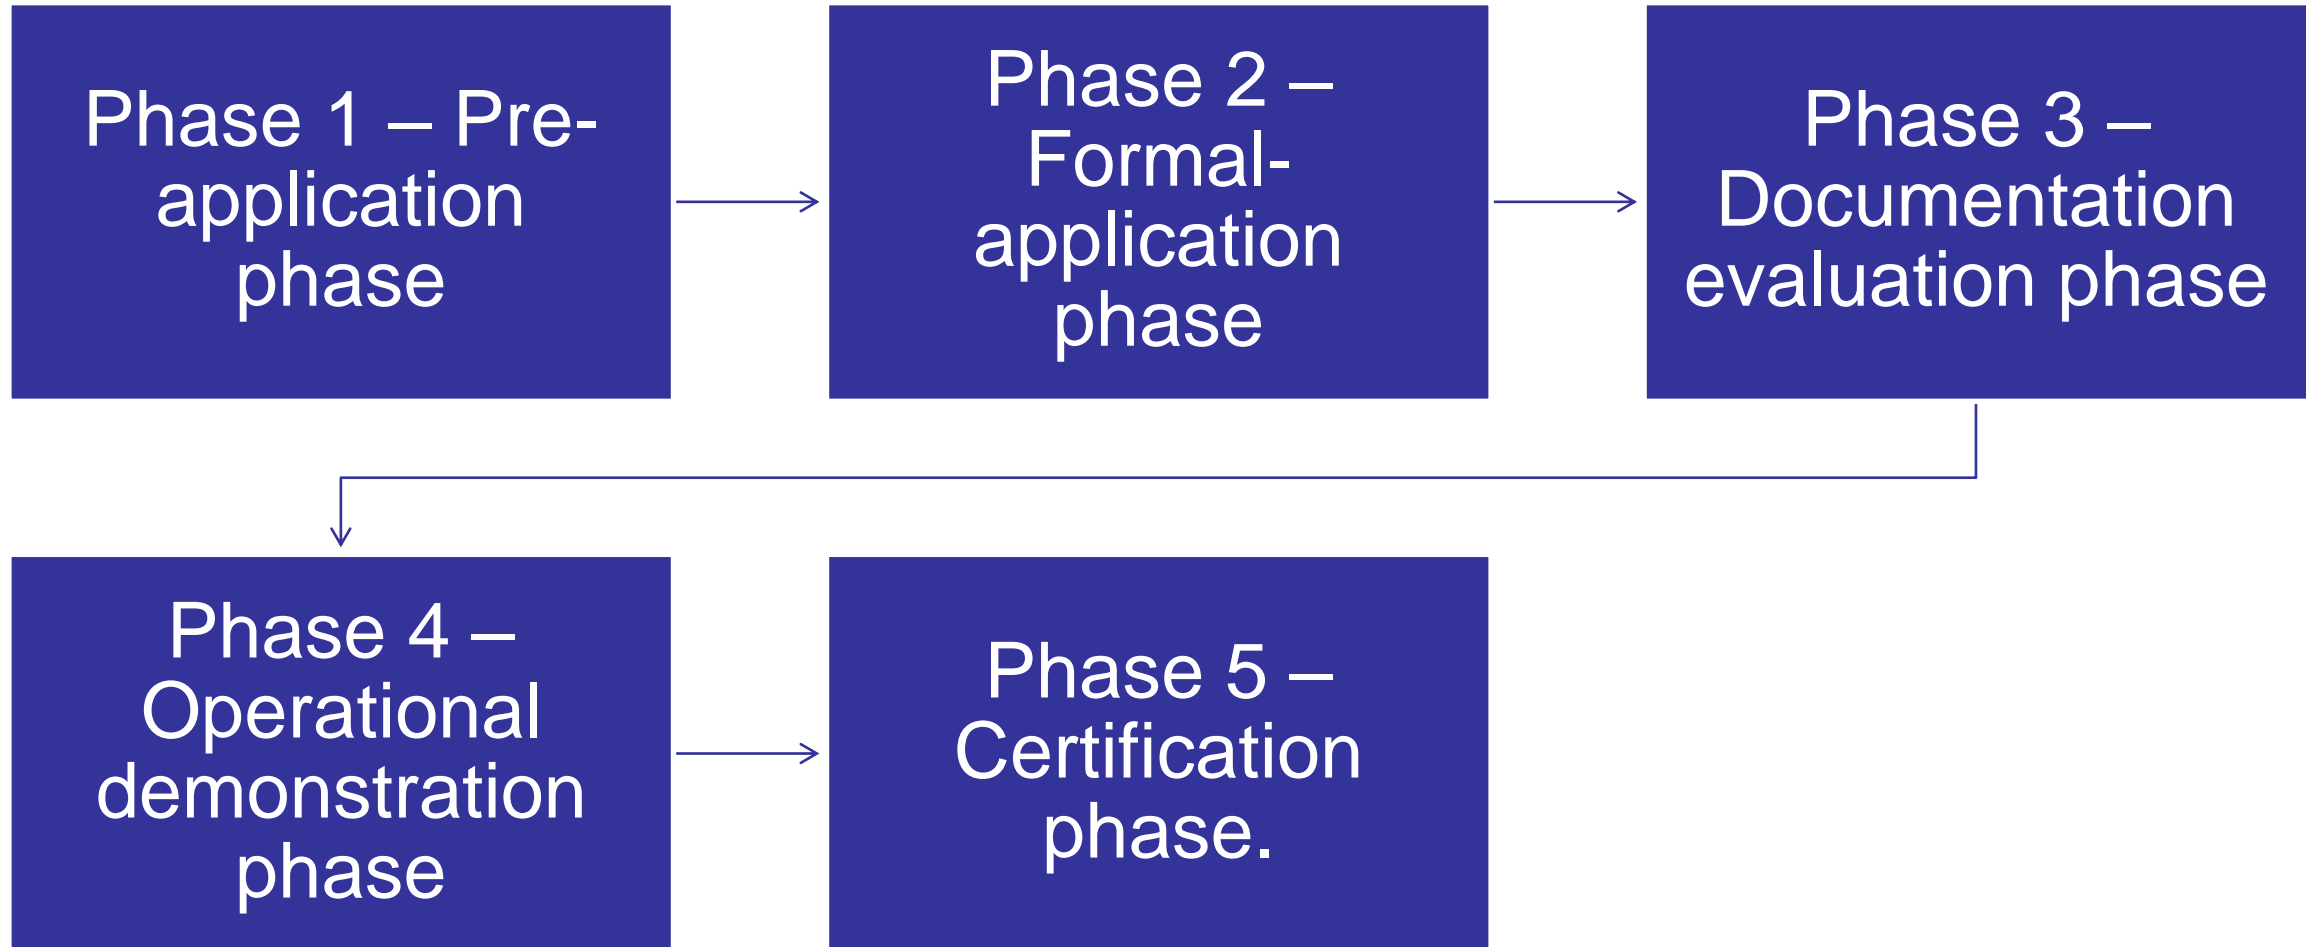 Phase 1 – Pre-
application
phase
Phase 2 –
Formal-
application
phase
Phase 3 –
Documentation
evaluation phase
Phase 4 –
Operational
demonstration
phase
Phase 5 –
Certification
phase.